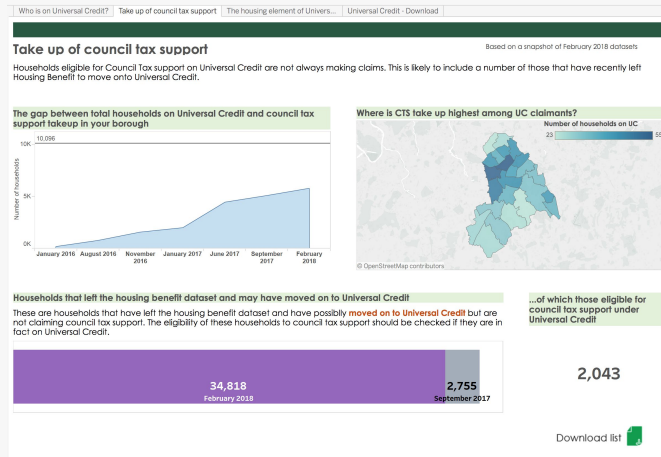 Who is on Universal Credit?
Take up of council tax support
The housing element of Univers...
Universal Credit - Download
Take up of council tax support
Based on a snapshot of February 2018 datasets
Households eligible for Council Tax support on Universal Credit are not always making claims. This is likely to include a number of those that have recently left
Housing Benefit to move onto Universal Credit.
The gap between total households on Universal Credit and council tax
support takeup in your borough
10,096
10K
5K
0K
Number of households
January 2016
August 2016
November
2016
January 2017
June 2017
September
2017
February
2018
Where is CTS take up highest among UC claimants?
Number of households on UC
23
© OpenStreetMap contributors
Households that left the housing benefit dataset and may have moved on to Universal Credit
These are households that have left the housing benefit dataset and have possiblly moved on to Universal Credit but are
not claiming council tax support. The eligibility of these households to council tax support should be checked if they are in
fact on Universal Credit.
34,818
February 2018
2,755
September 2017
...of which those eligible for
council tax support under
Universal Credit
2,043
Download list